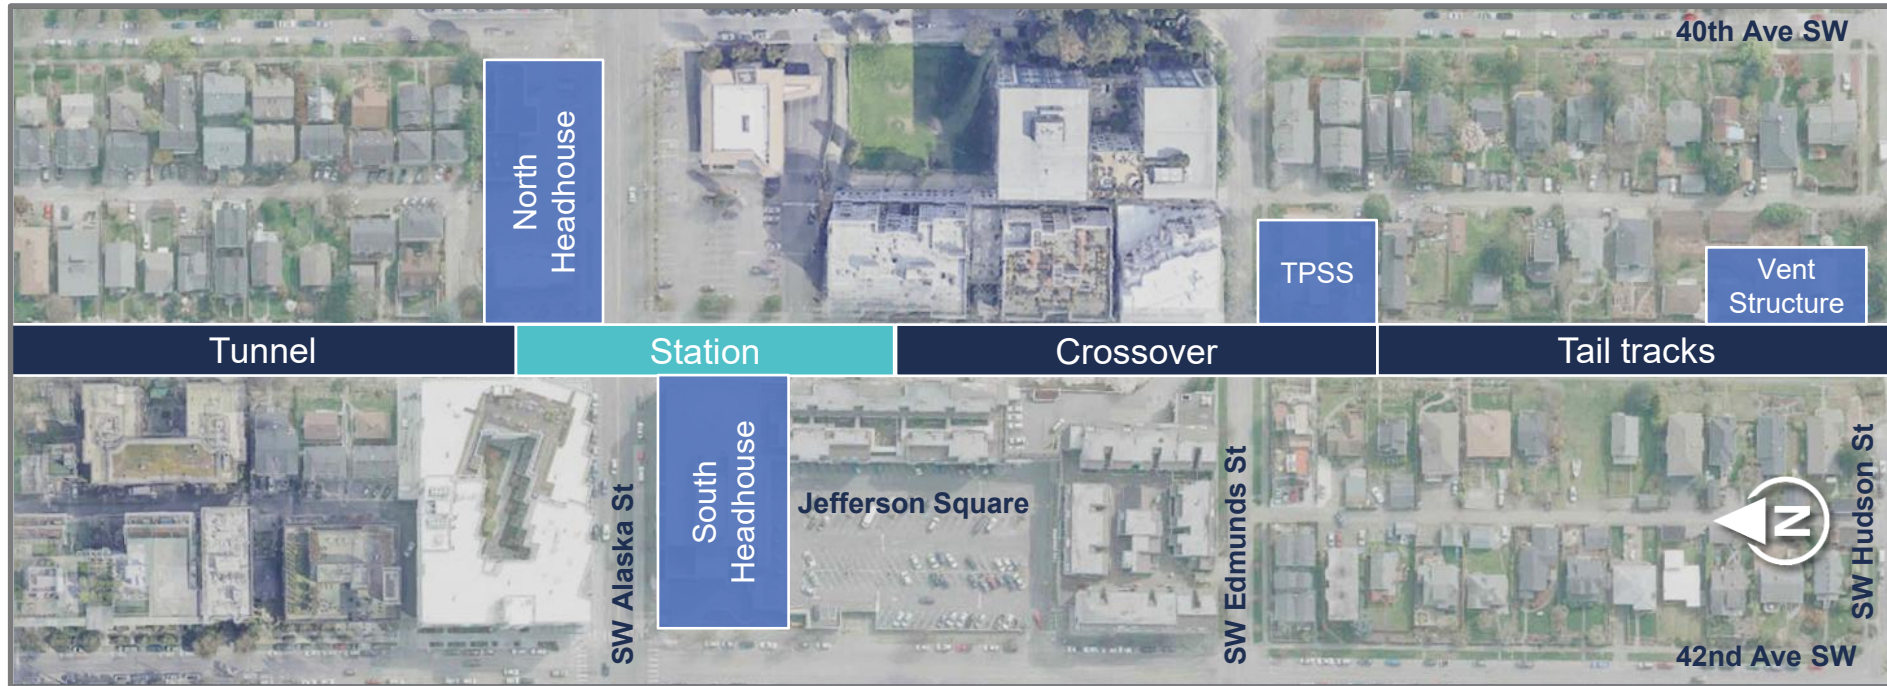 40th Ave SW
North
Headhouse
TPSS
Vent
Structure
Tunnel
Station
Crossover
Tail tracks
SW Alaska St
South
Headhouse
Jefferson Square
SW Edmunds St
N
SW Hudson St
42nd Ave SW